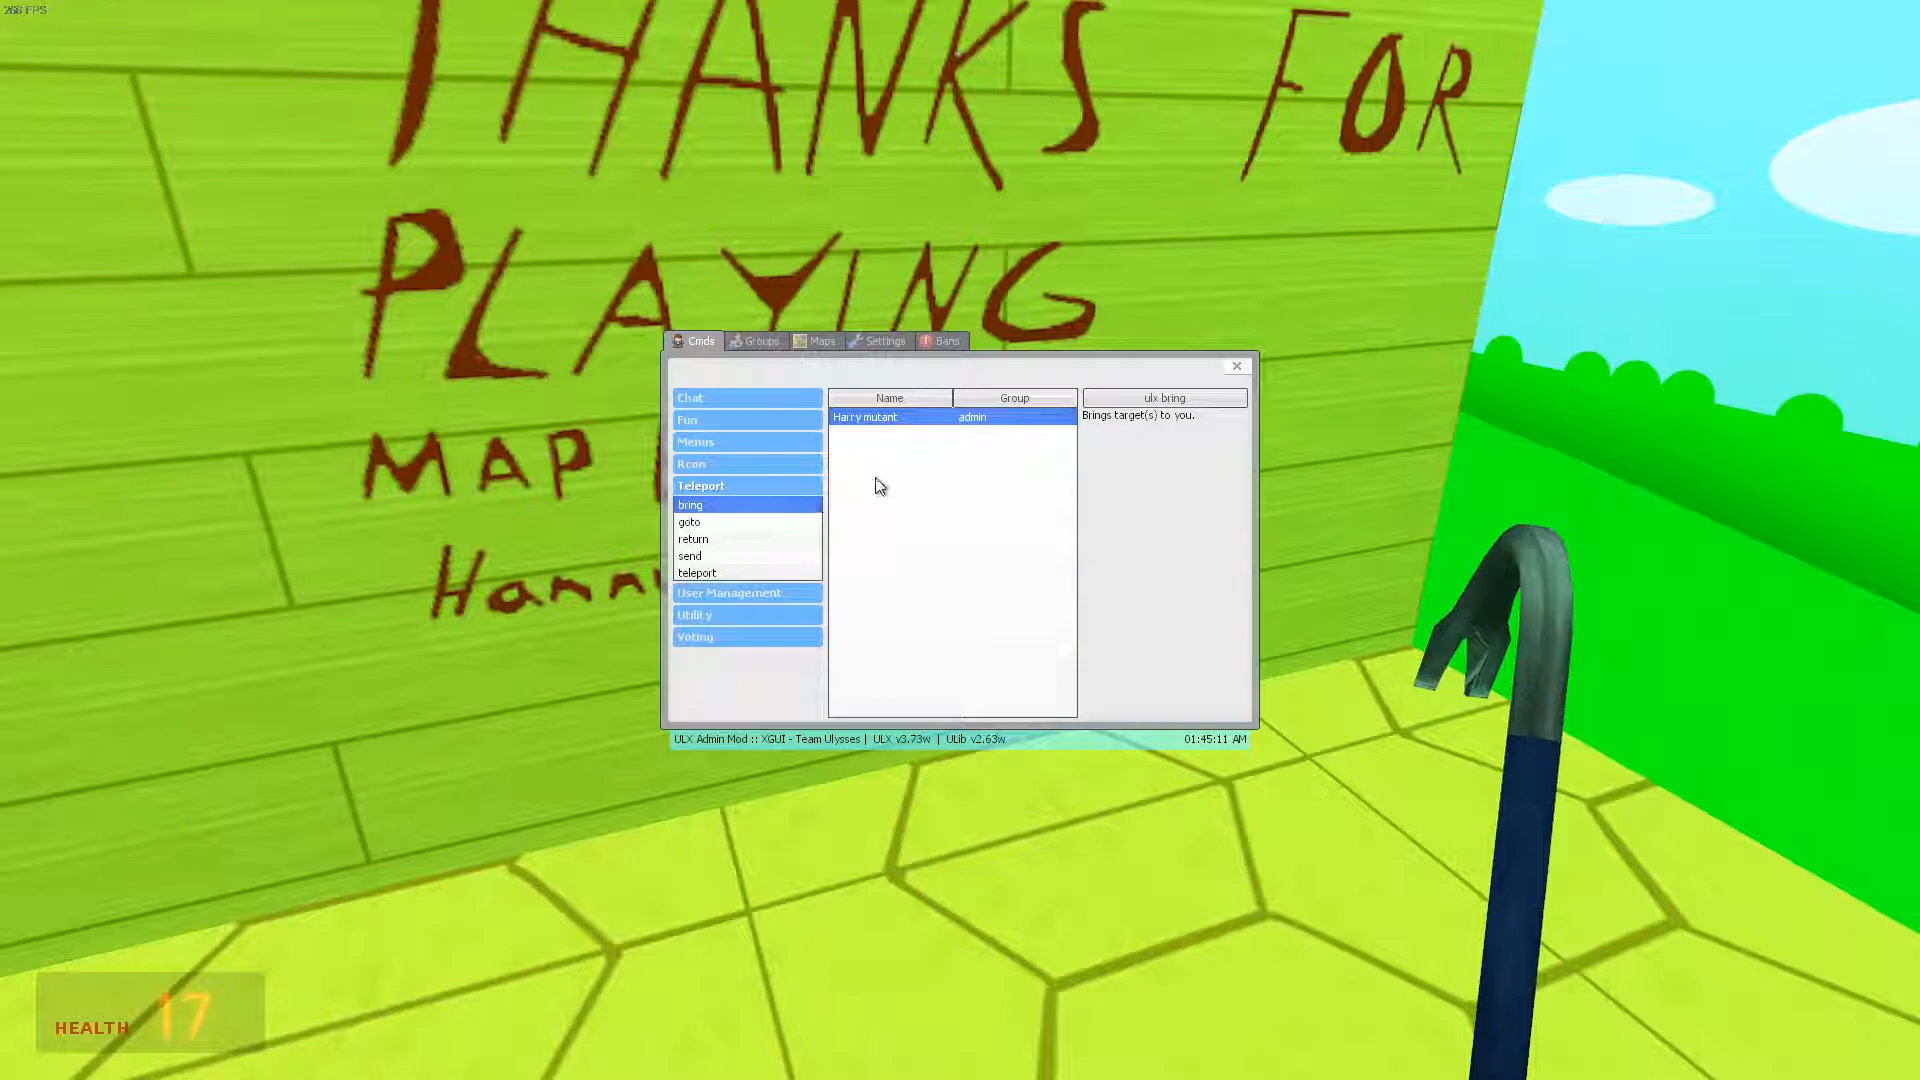 266 FPS
THANKS FOR
PLAYING
MAP
Cmds Groups Maps Settings Bans
Chat
Fun
Menus
Rcon
Teleport
bring
goto
return
send
teleport
User Management
Utility
Voting
Name Group
Harry mutant admin
ulx bring
Brings target(s) to you.
ULX Admin Mod :: XGUI - Team Ulysses | ULX v3.73w | ULib v2.63w 01:45:11 AM
HEALTH 17